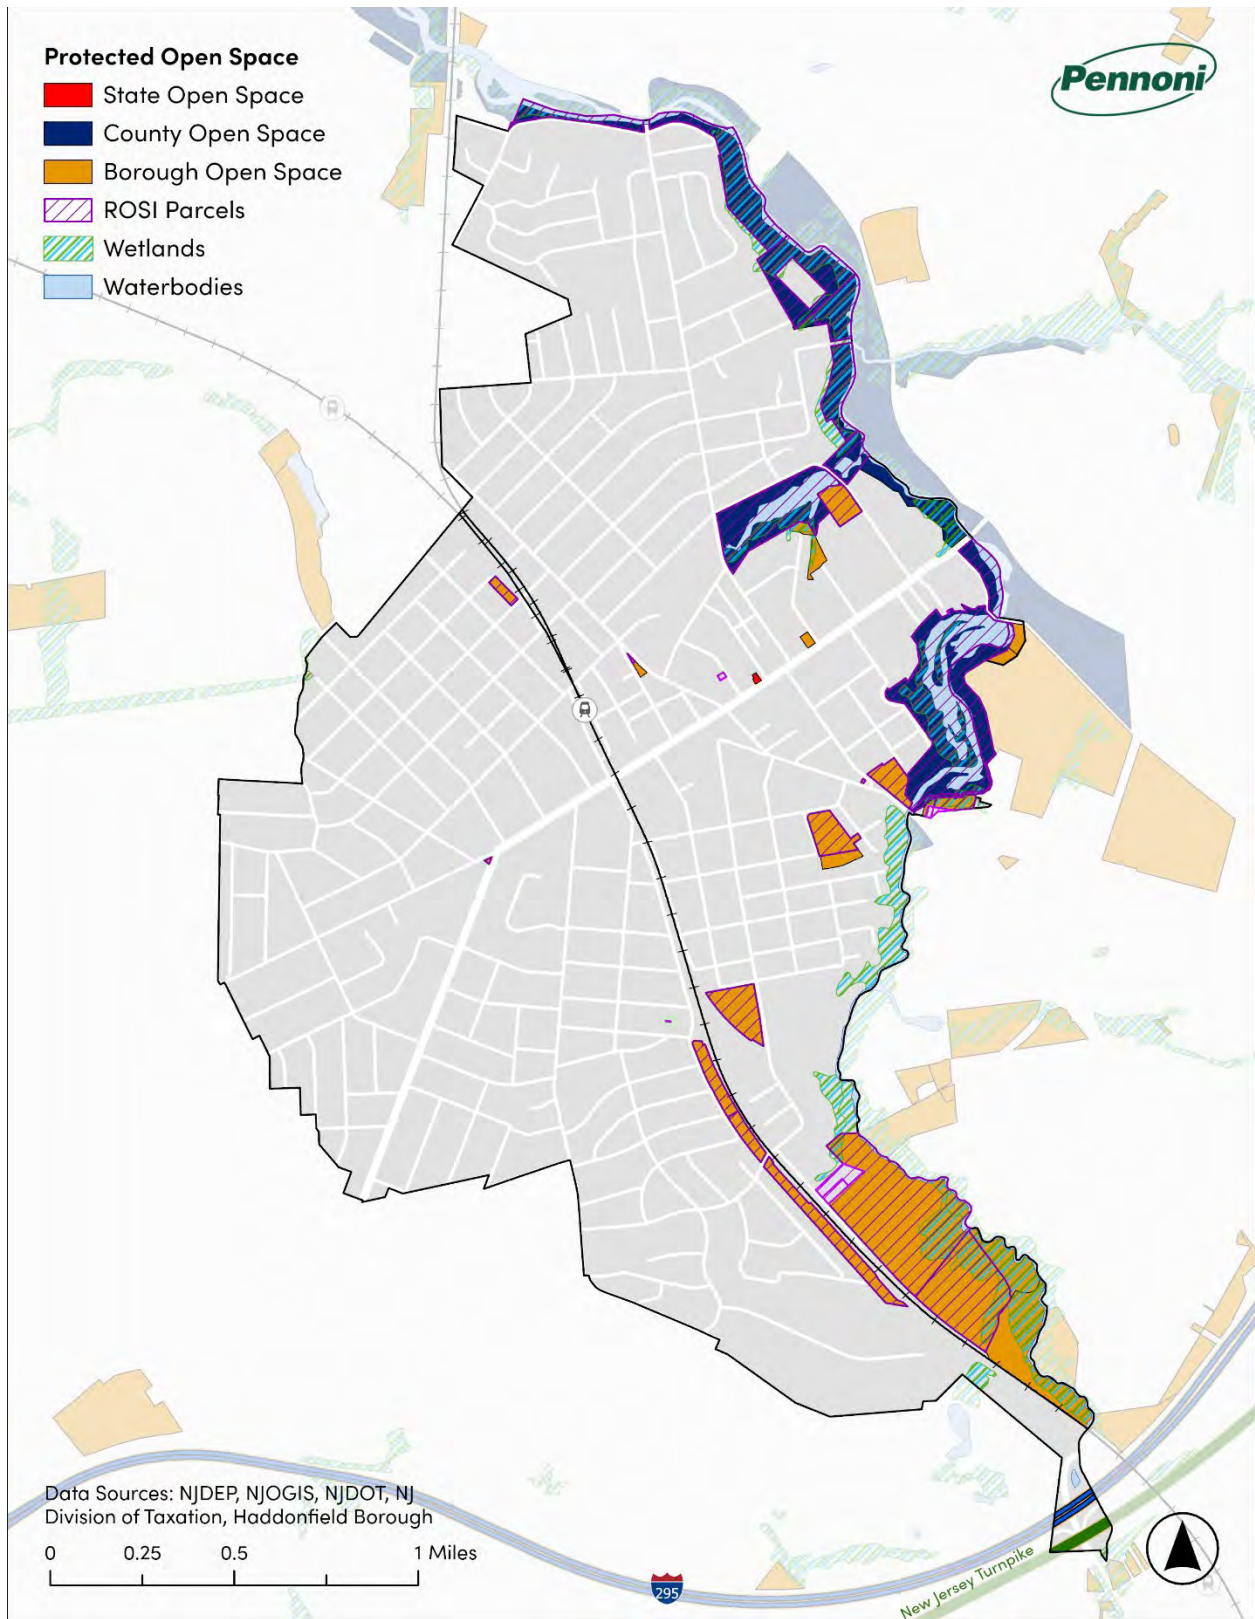 Protected Open Space
State Open Space
County Open Space
Borough Open Space
ROSI Parcels
Wetlands
Waterbodies
Pennoni
Data Sources: NJDEP, NJOGIS, NJDOT, NJ
Division of Taxation, Haddonfield Borough
0 0.25 0.5 1 Miles
295
New Jersey Turnpike